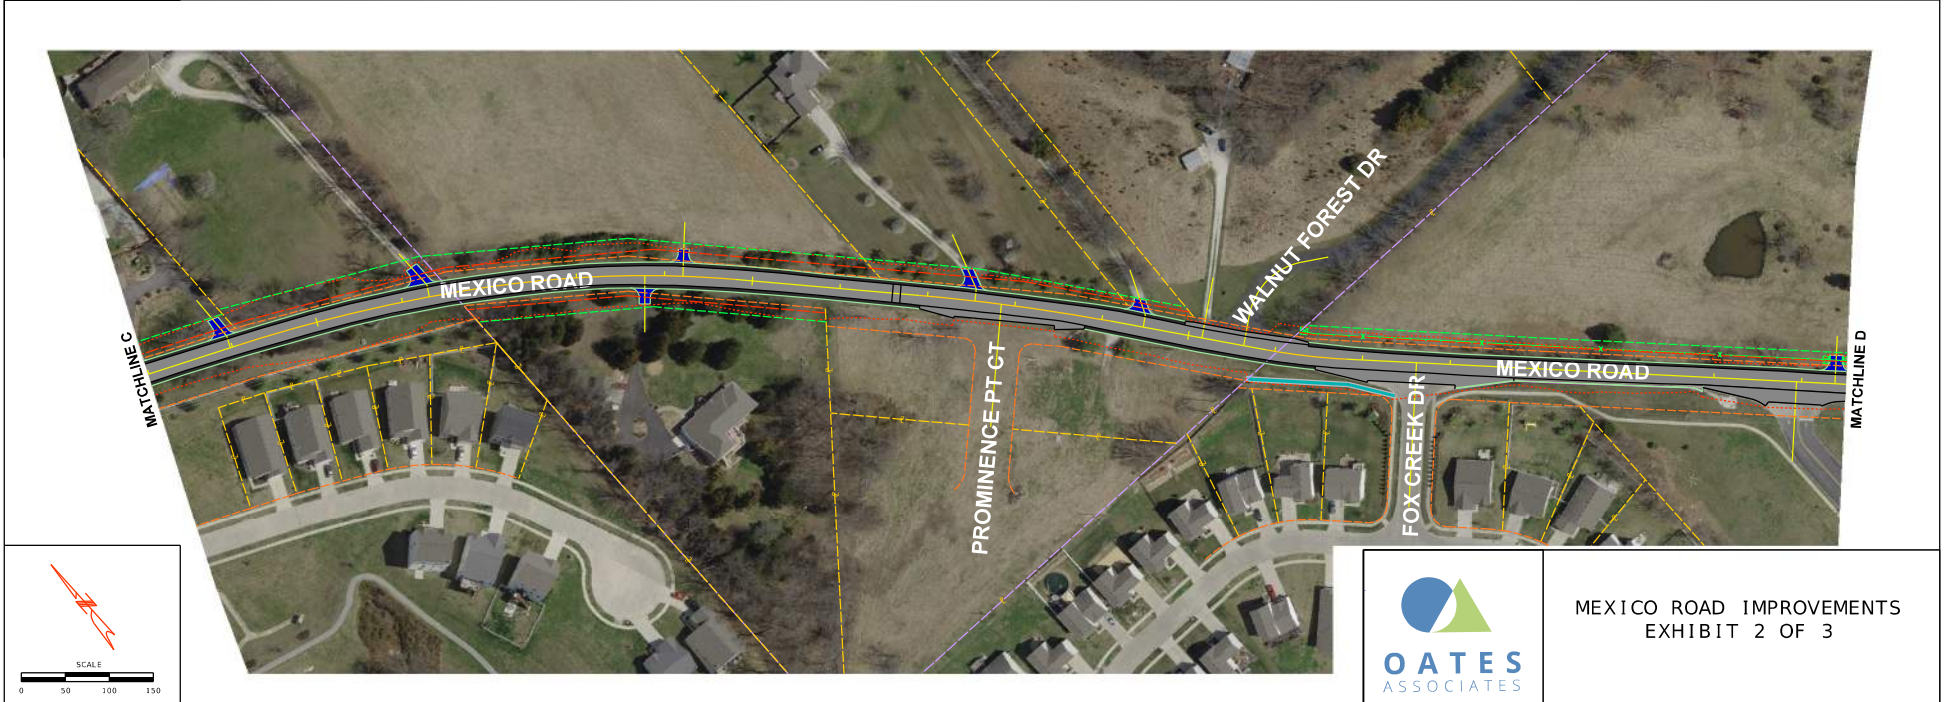 WALNUT FOREST DR
MEXICO ROAD
MATCHLINE C
MATCHLINE D
MEXICO ROAD
PROMINENCE PT CT
FOX CREEK DR
SCALE
0 50 100 150
OATES
ASSOCIATES
MEXICO ROAD IMPROVEMENTS
EXHIBIT 2 OF 3